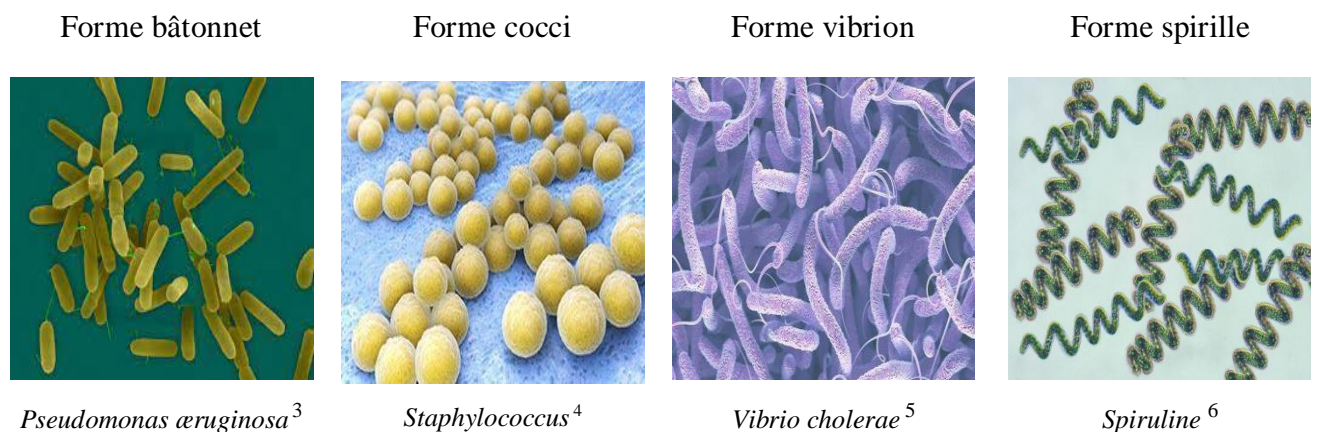 Forme bâtonnet
Forme cocci
Forme vibrion
Forme spirille
Pseudomonas æruginosa 3
Staphylococcus 4
Vibrio cholerae 5
Spiruline 6